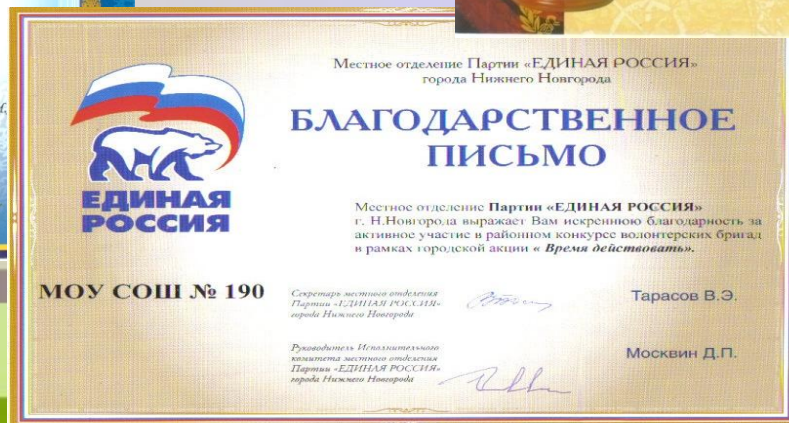 Местное отделение Партии «ЕДИНАЯ РОССИЯ»
города Нижнего Новгорода
БЛАГОДАРСТВЕННОЕ
ПИСЬМО
ЕДИНАЯ
РОССИЯ
Местное отделение Партии «ЕДИНАЯ РОССИЯ»
г. Н.Новгорода выражает Вам искреннюю благодарность за
активное участие в районном конкурсе волонтерских бригад
в рамках городской акции « Время действовать».
МОУ СОШ № 190
Секретарь местного отделения
Партии «ЕДИНАЯ РОССИЯ»
города Нижнего Новгорода
Тарасов В.Э.
Руководитель Исполнительного
комитета местного отделения
Партии «ЕДИНАЯ РОССИЯ»
города Нижнего Новгорода
Москвин Д.П.